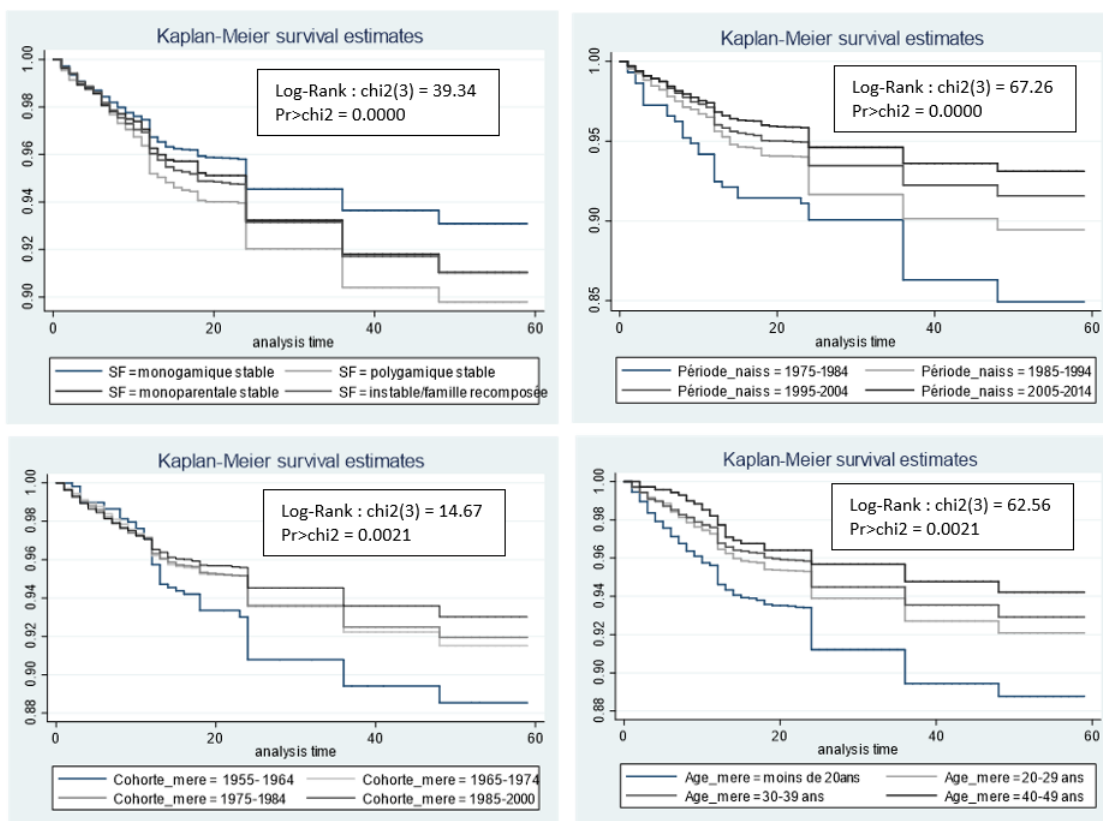 Kaplan-Meier survival estimates
Log-Rank : chi2(3) = 39.34
Pr>chi2 = 0.0000
1.00
0.98
0.96
0.94
0.92
0.90
0 20 40 60
analysis time
SF = monogamique stable SF = polygamique stable
SF = monoparentale stable SF = instable/famille recomposée
Kaplan-Meier survival estimates
Log-Rank : chi2(3) = 67.26
Pr>chi2 = 0.0000
1.00
0.95
0.90
0.85
0 20 40 60
analysis time
Période_naiss = 1975-1984 Période_naiss = 1985-1994
Période_naiss = 1995-2004 Période_naiss = 2005-2014
Kaplan-Meier survival estimates
Log-Rank : chi2(3) = 14.67
Pr>chi2 = 0.0021
1.00
0.98
0.96
0.94
0.92
0.90
0.88
0 20 40 60
analysis time
Cohorte_mere = 1955-1964 Cohorte_mere = 1965-1974
Cohorte_mere = 1975-1984 Cohorte_mere = 1985-2000
Kaplan-Meier survival estimates
Log-Rank : chi2(3) = 62.56
Pr>chi2 = 0.0021
1.00
0.98
0.96
0.94
0.92
0.90
0.88
0 20 40 60
analysis time
Age_mere = moins de 20ans Age_mere = 20-29 ans
Age_mere = 30-39 ans Age_mere = 40-49 ans